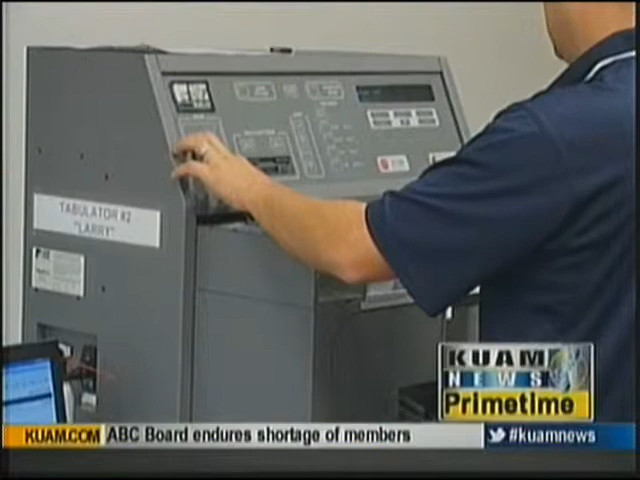 TABULATOR #2
"LARRY"
KUAM
NEWS
Primetime
KUAM.COM ABC Board endures shortage of members #kuamnews